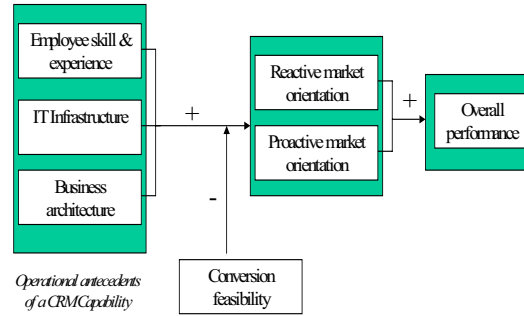 Employee skill &
experience
IT Infrastructure
Business
architecture
Operational antecedents
of a CRM Capability
+
-
Conversion
feasibility
Reactive market
orientation
Proactive market
orientation
+
Overall
performance